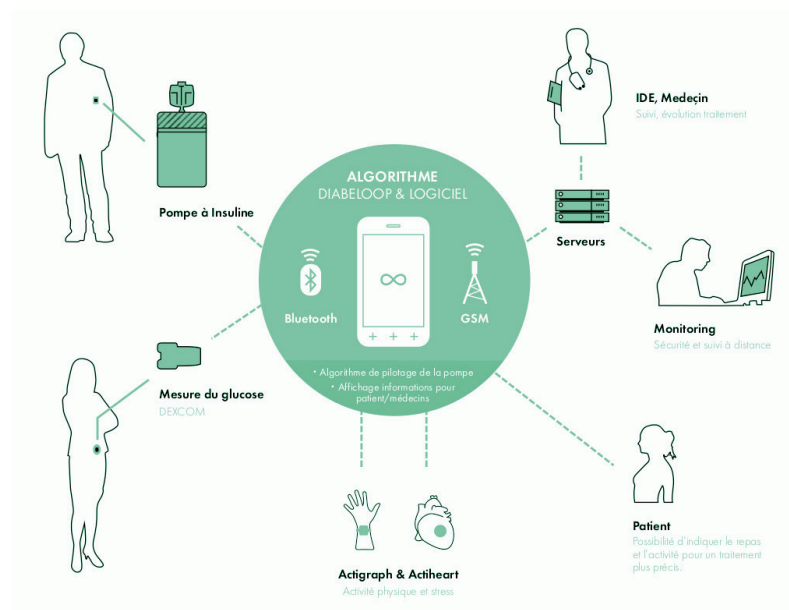 IDE, Medeçin
Suivi, évolution traitement
ALGORITHME
DIABELOOP & LOGICIEL
Pompe à Insuline
Serveurs
Bluetooth
GSM
Monitoring
Sécurité et suivi à distance
• Algorithme de pilotage de la pompe
• Affichage informations pour
patient/médecins
Mesure du glucose
DEXCOM
Patient
Possibilité d'indiquer le repas
et l'activité pour un traitement
plus précis.
Actigraph & Actiheart
Activité physique et stress